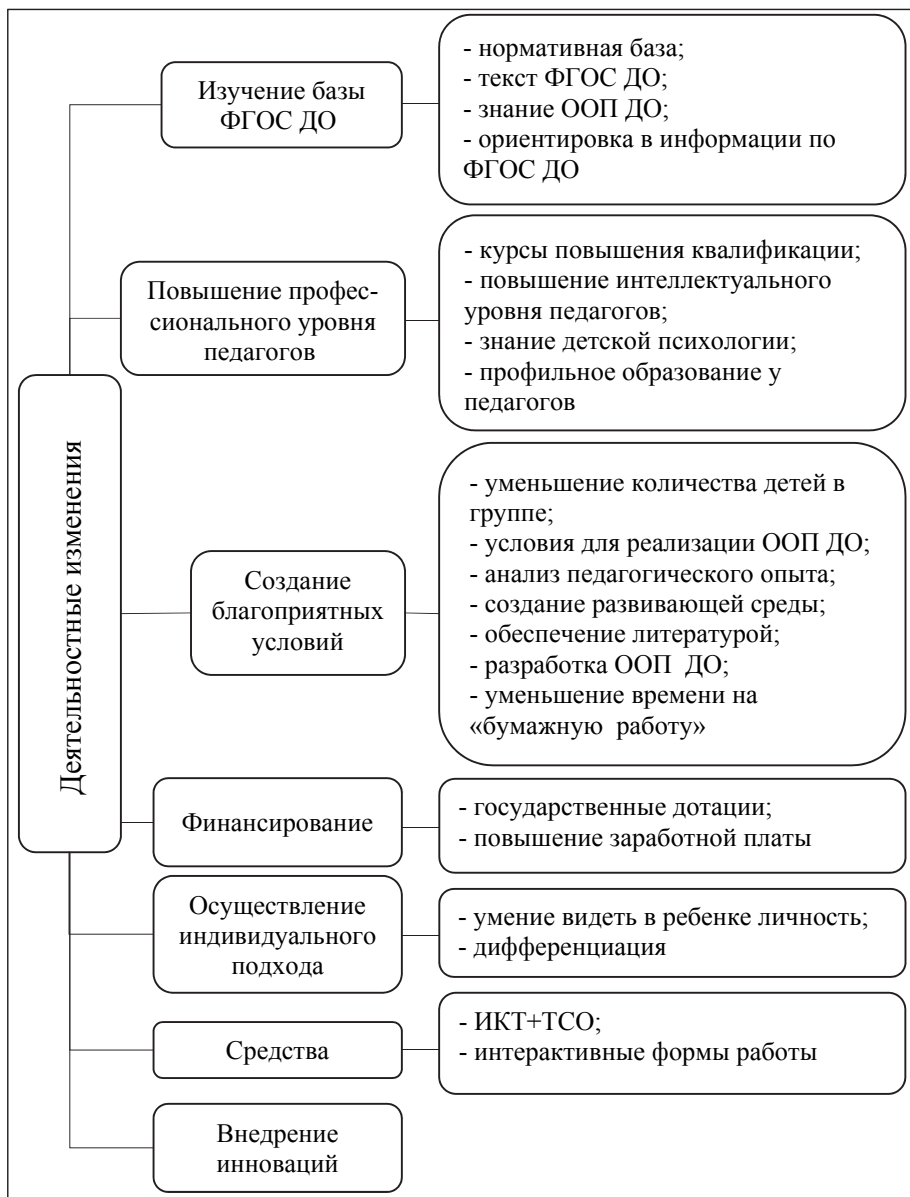 Деятельностные изменения
Изучение базы
ФГОС ДО
- нормативная база;
- текст ФГОС ДО;
- знание ООП ДО;
- ориентировка в информации по
ФГОС ДО
Повышение профес-
сионального уровня
педагогов
- курсы повышения квалификации;
- повышение интеллектуального
уровня педагогов;
- знание детской психологии;
- профильное образование у
педагогов
Создание
благоприятных
условий
- уменьшение количества детей в
группе;
- условия для реализации ООП ДО;
- анализ педагогического опыта;
- создание развивающей среды;
- обеспечение литературой;
- разработка ООП ДО;
- уменьшение времени на
«бумажную работу»
Финансирование
- государственные дотации;
- повышение заработной платы
Осуществление
индивидуального
подхода
- умение видеть в ребенке личность;
- дифференциация
Средства
- ИКТ+ТСО;
- интерактивные формы работы
Внедрение
инноваций